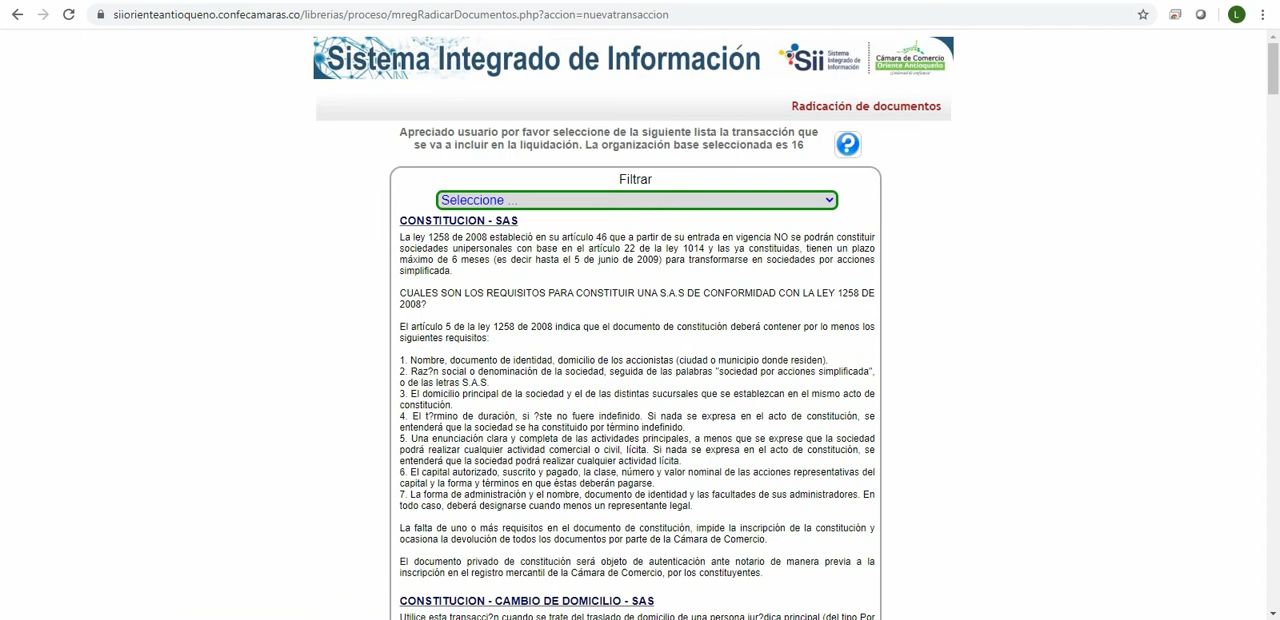 siiorienteantioqueno.confecamaras.co/librerias/proceso/mregRadicarDocumentos.php?accion=nuevatransaccion
L
Sistema Integrado de Información
Sii Sistema Integrado de Información
Cámara de Comercio
Oriente Antioqueño
Radicación de documentos
Apreciado usuario por favor seleccione de la siguiente lista la transacción que
se va a incluir en la liquidación. La organización base seleccionada es 16
?
Filtrar
Seleccione ...
CONSTITUCION - SAS
La ley 1258 de 2008 estableció en su artículo 46 que a partir de su entrada en vigencia NO se podrán constituir
sociedades unipersonales con base en el artículo 22 de la ley 1014 y las ya constituidas, tienen un plazo
máximo de 6 meses (es decir hasta el 5 de junio de 2009) para transformarse en sociedades por acciones
simplificada.
CUALES SON LOS REQUISITOS PARA CONSTITUIR UNA S.A.S DE CONFORMIDAD CON LA LEY 1258 DE
2008?
El artículo 5 de la ley 1258 de 2008 indica que el documento de constitución deberá contener por lo menos los
siguientes requisitos:
1. Nombre, documento de identidad, domicilio de los accionistas (ciudad o municipio donde residen).
2. Raz?n social o denominación de la sociedad, seguida de las palabras "sociedad por acciones simplificada",
o de las letras S.A.S.
3. El domicilio principal de la sociedad y el de las distintas sucursales que se establezcan en el mismo acto de
constitución.
4. El t?rmino de duración, si ?ste no fuere indefinido. Si nada se expresa en el acto de constitución, se
entenderá que la sociedad se ha constituido por término indefinido.
5. Una enunciación clara y completa de las actividades principales, a menos que se exprese que la sociedad
podrá realizar cualquier actividad comercial o civil, lícita. Si nada se expresa en el acto de constitución, se
entenderá que la sociedad podrá realizar cualquier actividad lícita.
6. El capital autorizado, suscrito y pagado, la clase, número y valor nominal de las acciones representativas del
capital y la forma y términos en que éstas deberán pagarse.
7. La forma de administración y el nombre, documento de identidad y las facultades de sus administradores. En
todo caso, deberá designarse cuando menos un representante legal.
La falta de uno o más requisitos en el documento de constitución, impide la inscripción de la constitución y
ocasiona la devolución de todos los documentos por parte de la Cámara de Comercio.
El documento privado de constitución será objeto de autenticación ante notario de manera previa a la
inscripción en el registro mercantil de la Cámara de Comercio, por los constituyentes.
CONSTITUCION - CAMBIO DE DOMICILIO - SAS
Utilice esta transacci?n cuando se trate del traslado de domicilio de una persona jur?dica principal (del tipo Por